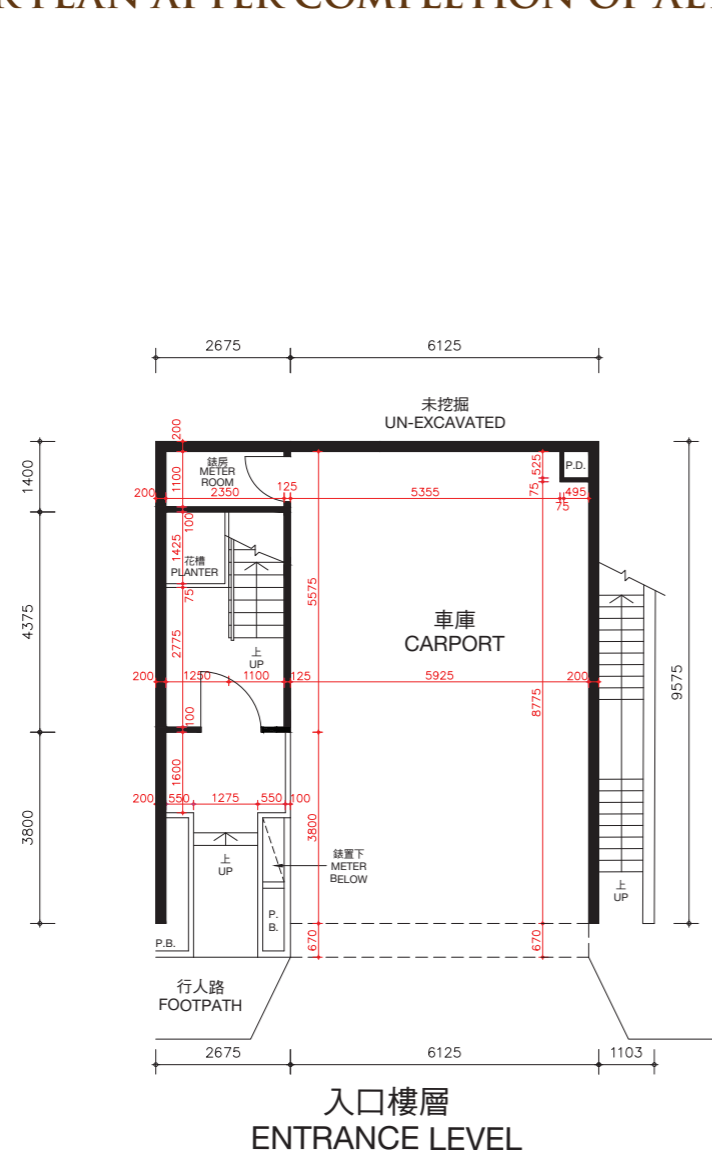 PLAN AFTER COMPLETION OF
2675
6125
未挖掘
UN-EXCAVATED
1400
4375
3800
9575
200
1100
錶房
METER
ROOM
200
2350
125
5355
525
75
P.D.
495
75
100
1425
花槽
PLANTER
75
5575
車庫
CARPORT
2775
上
UP
200
1250
1100
125
5925
200
8775
100
1600
200
550
1275
550
100
3800
上
UP
錶置下
METER
BELOW
上
UP
P.
B.
P.B.
670
670
行人路
FOOTPATH
2675
6125
1103
入口樓層
ENTRANCE LEVEL